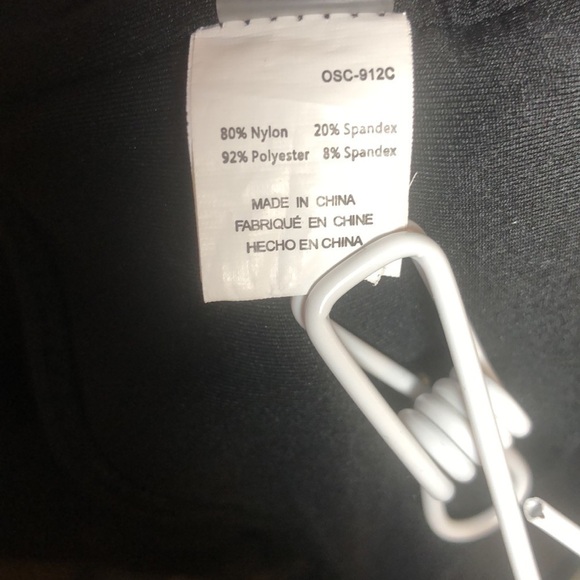 OSC-912C
80% Nylon 20% Spandex
92% Polyester 8% Spandex
MADE IN CHINA
FABRIQUÉ EN CHINE
HECHO EN CHINA